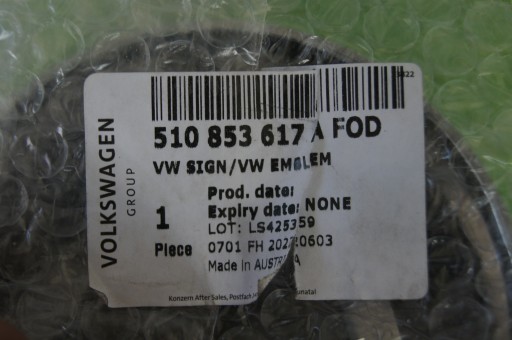 VOLKSWAGEN
GROUP
510 853 617 A FOD
VW SIGN/VW EMBLEM
Prod. date:
Expiry date: NONE
1
Piece
LOT: LS425359
0701 FH
Made in
Konzern After Sales, Postfach